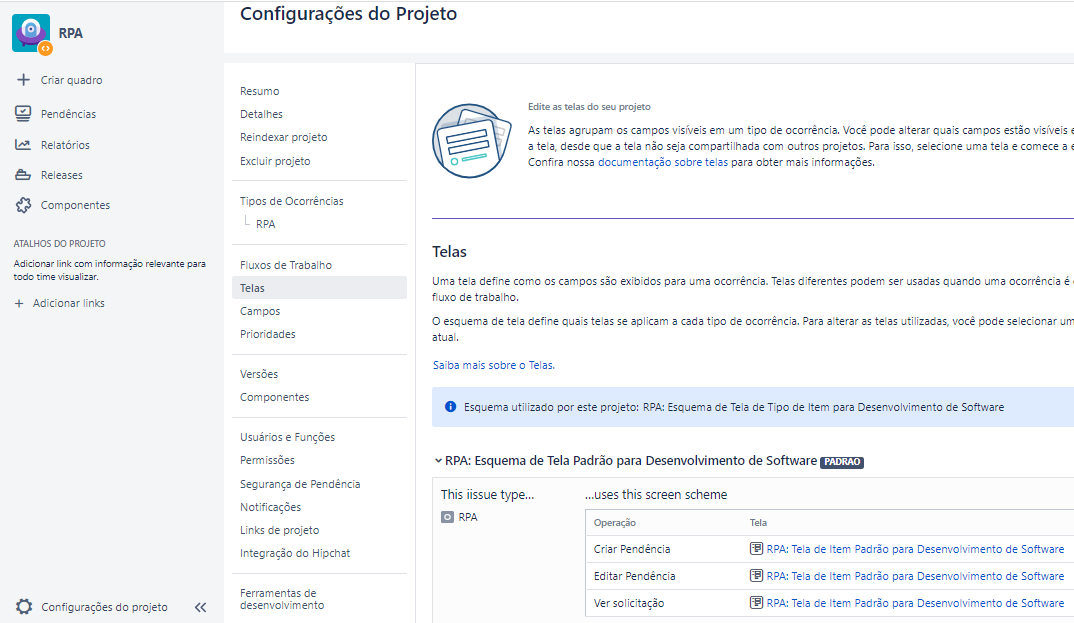 RPA
Criar quadro
Pendências
Relatórios
Releases
Componentes
ATALHOS DO PROJETO
Adicionar link com informação relevante para
todo time visualizar.
Adicionar links
Configurações do projeto
Configurações do Projeto
Resumo
Detalhes
Reindexar projeto
Excluir projeto
Tipos de Ocorrências
RPA
Fluxos de Trabalho
Telas
Campos
Prioridades
Versões
Componentes
Usuários e Funções
Permissões
Segurança de Pendência
Notificações
Links de projeto
Integração do Hipchat
Ferramentas de
desenvolvimento
Edite as telas do seu projeto
As telas agrupam os campos visíveis em um tipo de ocorrência. Você pode alterar quais campos estão visíveis e
a tela, desde que a tela não seja compartilhada com outros projetos. Para isso, selecione uma tela e comece a e
Confira nossa documentação sobre telas para obter mais informações.
Telas
Uma tela define como os campos são exibidos para uma ocorrência. Telas diferentes podem ser usadas quando uma ocorrência é
fluxo de trabalho.
O esquema de tela define quais telas se aplicam a cada tipo de ocorrência. Para alterar as telas utilizadas, você pode selecionar um
atual.
Saiba mais sobre o Telas.
Esquema utilizado por este projeto: RPA: Esquema de Tela de Tipo de Item para Desenvolvimento de Software
RPA: Esquema de Tela Padrão para Desenvolvimento de Software PADRÃO
This iissue type... ...uses this screen scheme
RPA
Operação Tela
Criar Pendência RPA: Tela de Item Padrão para Desenvolvimento de Software
Editar Pendência RPA: Tela de Item Padrão para Desenvolvimento de Software
Ver solicitação RPA: Tela de Item Padrão para Desenvolvimento de Software